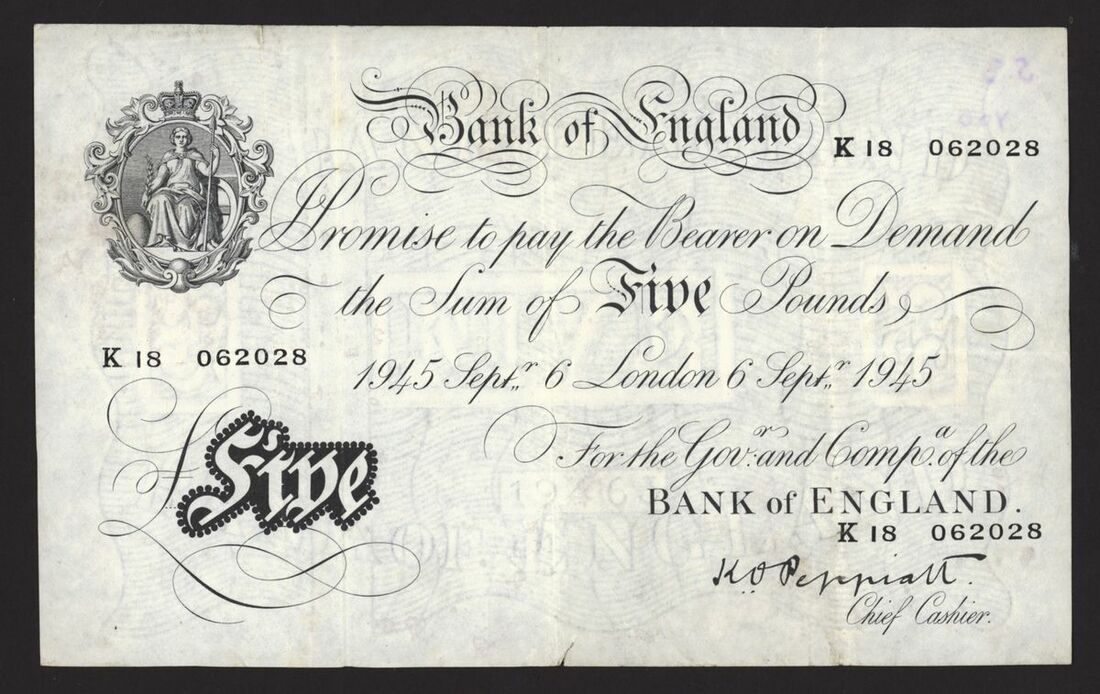 Bank of England
K 18 062028
I Promise to pay the Bearer on Demand
the Sum of Five Pounds
K 18 062028
1945 Septr. 6 London 6 Septr. 1945
£ Five
For the Govr. and Compa. of the
BANK of ENGLAND.
K 18 062028
K.O. Peppiatt.
Chief Cashier.